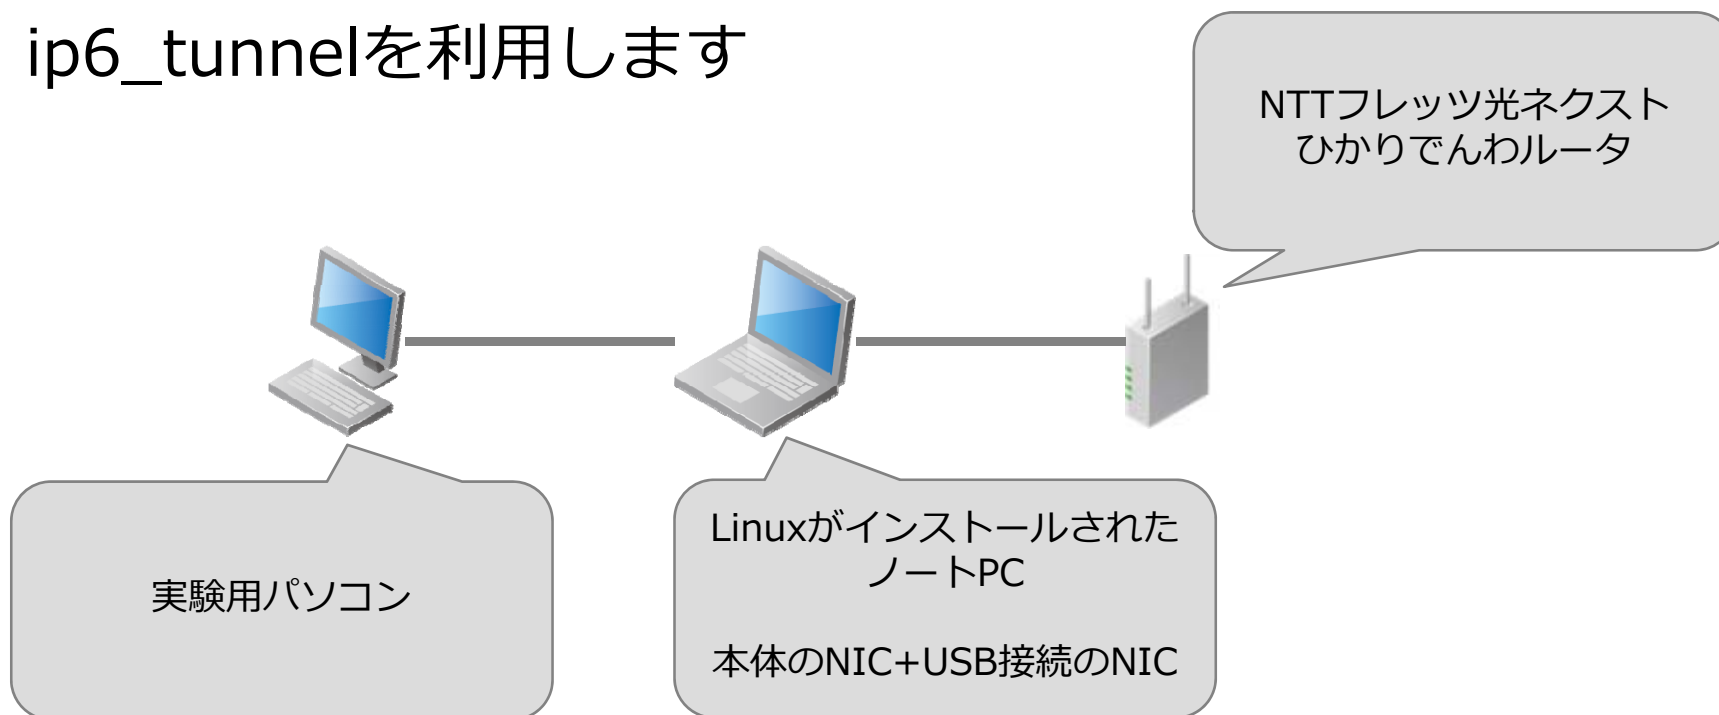 ip6_tunnelを利用します
NTTフレッツ光ネクスト
ひかりでんわルータ
実験用パソコン
Linuxがインストールされた
ノートPC
本体のNIC+USB接続のNIC